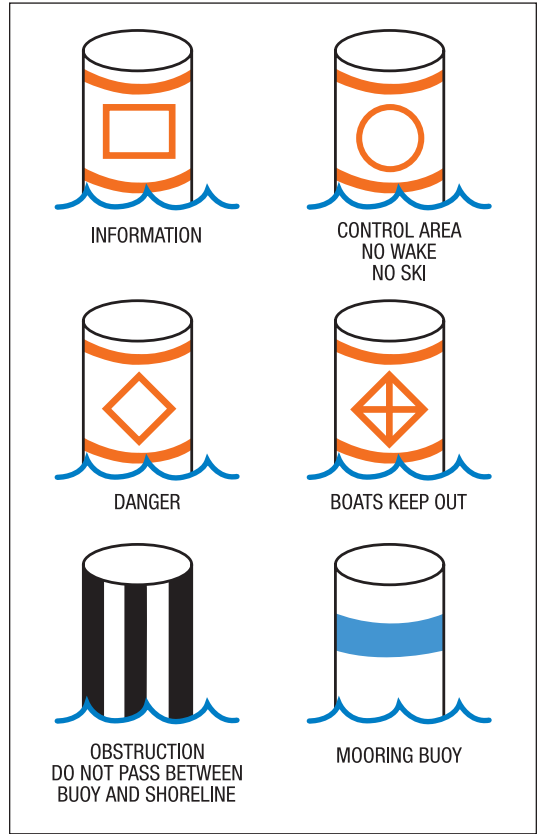 INFORMATION
CONTROL AREA
NO WAKE
NO SKI
DANGER
BOATS KEEP OUT
OBSTRUCTION
DO NOT PASS BETWEEN
BUOY AND SHORELINE
MOORING BUOY